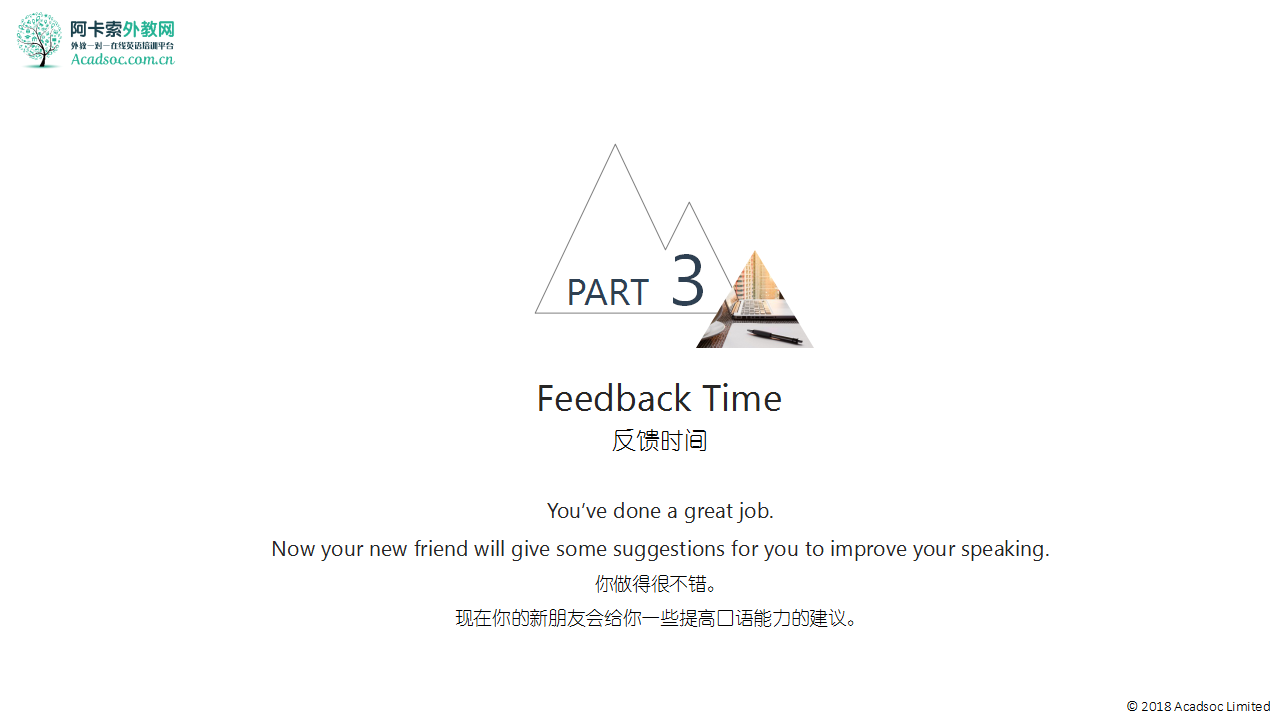 阿卡索外教网
外教一对一在线英语培训平台
Acadsoc.com.cn
PART 3
Feedback Time
反馈时间
You’ve done a great job.
Now your new friend will give some suggestions for you to improve your speaking.
你做得很不错。
现在你的新朋友会给你一些提高口语能力的建议。
© 2018 Acadsoc Limited